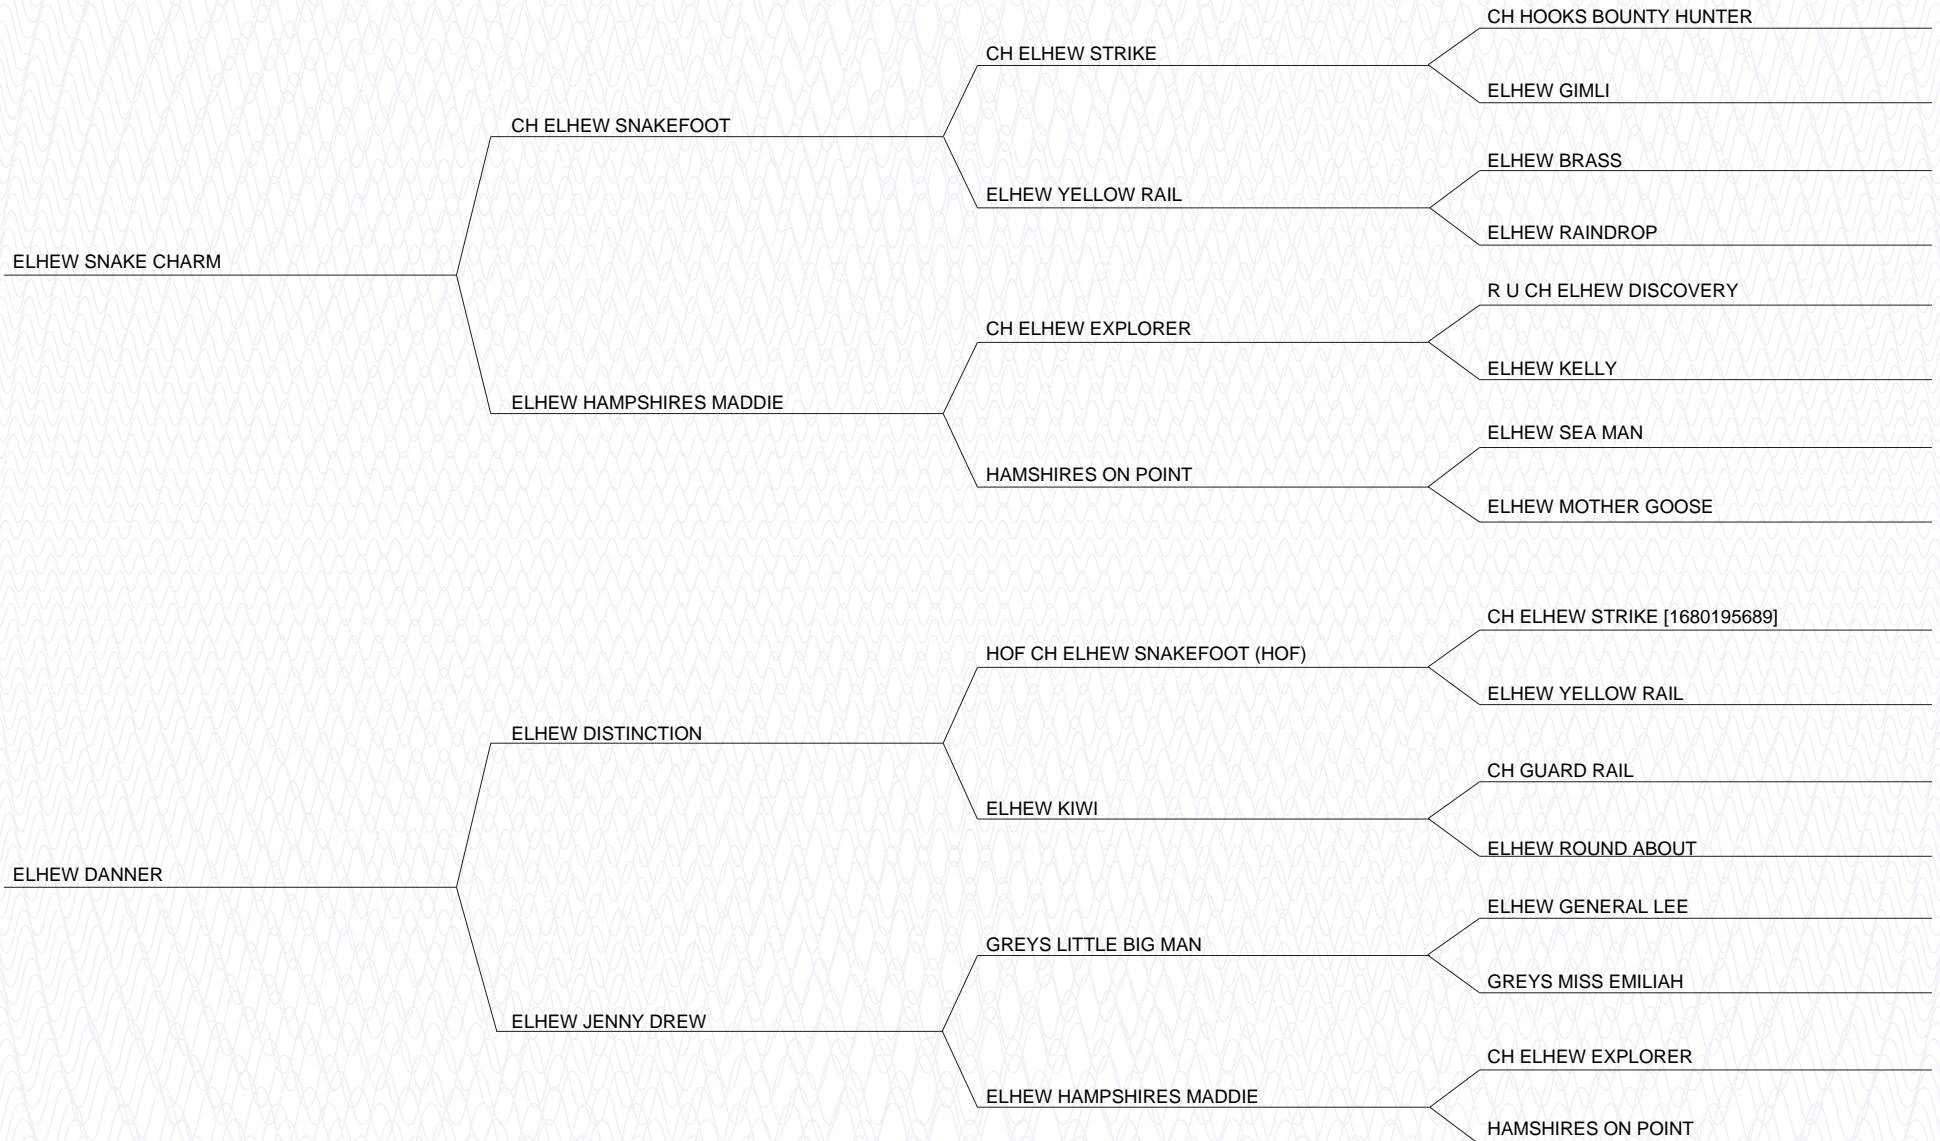 CH HOOKS BOUNTY HUNTER
CH ELHEW STRIKE
ELHEW GIMLI
CH ELHEW SNAKEFOOT
ELHEW BRASS
ELHEW YELLOW RAIL
ELHEW RAINDROP
ELHEW SNAKE CHARM
R U CH ELHEW DISCOVERY
CH ELHEW EXPLORER
ELHEW KELLY
ELHEW HAMPSHIRES MADDIE
ELHEW SEA MAN
HAMSHIRES ON POINT
ELHEW MOTHER GOOSE
CH ELHEW STRIKE [1680195689]
HOF CH ELHEW SNAKEFOOT (HOF)
ELHEW YELLOW RAIL
ELHEW DISTINCTION
CH GUARD RAIL
ELHEW KIWI
ELHEW ROUND ABOUT
ELHEW DANNER
ELHEW GENERAL LEE
GREYS LITTLE BIG MAN
GREYS MISS EMILIAH
ELHEW JENNY DREW
CH ELHEW EXPLORER
ELHEW HAMPSHIRES MADDIE
HAMSHIRES ON POINT